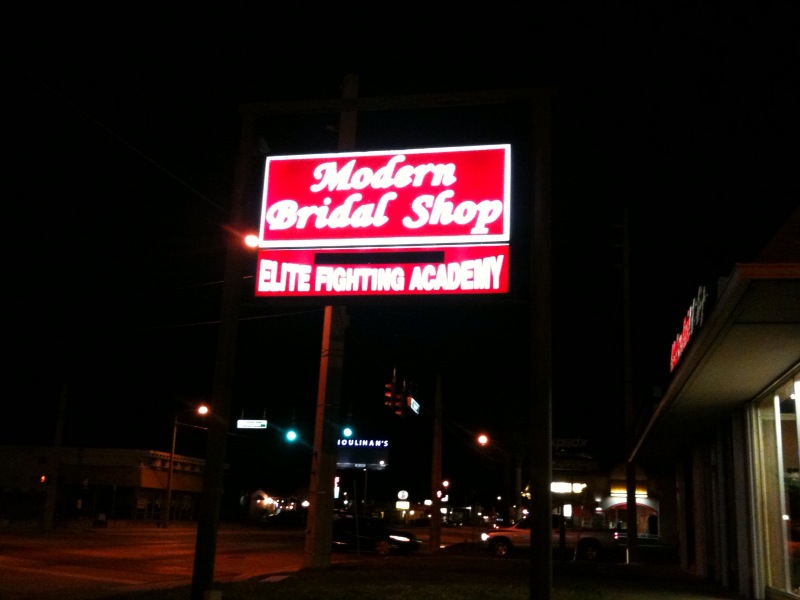 Modern
Bridal Shop
ELITE FIGHTING ACADEMY
HOULIHAN'S